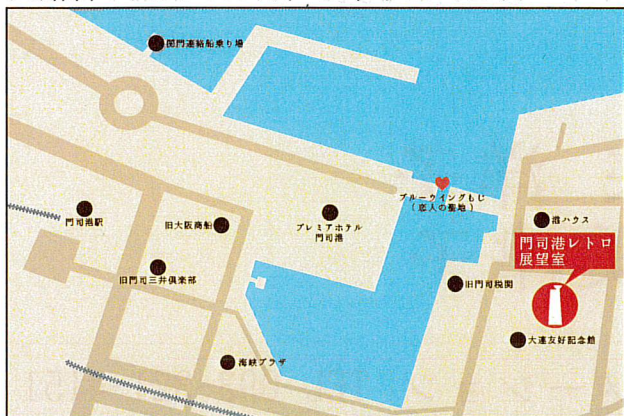 関門連絡船乗り場
ブルーウイングもじ
(恋人の聖地)
門司港駅
旧大阪商船
プレミアホテル
門司港
港ハウス
門司港レトロ
展望室
旧門司三井倶楽部
旧門司税関
大連友好記念館
海峡プラザ